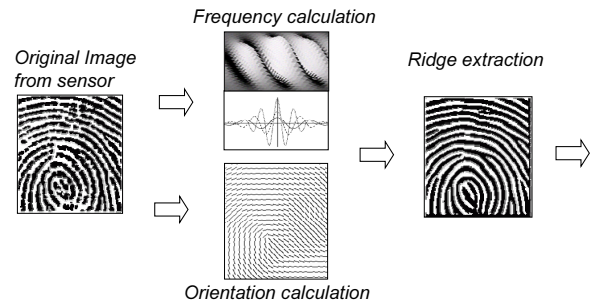 Frequency calculation
Original Image
from sensor
Ridge extraction
Orientation calculation